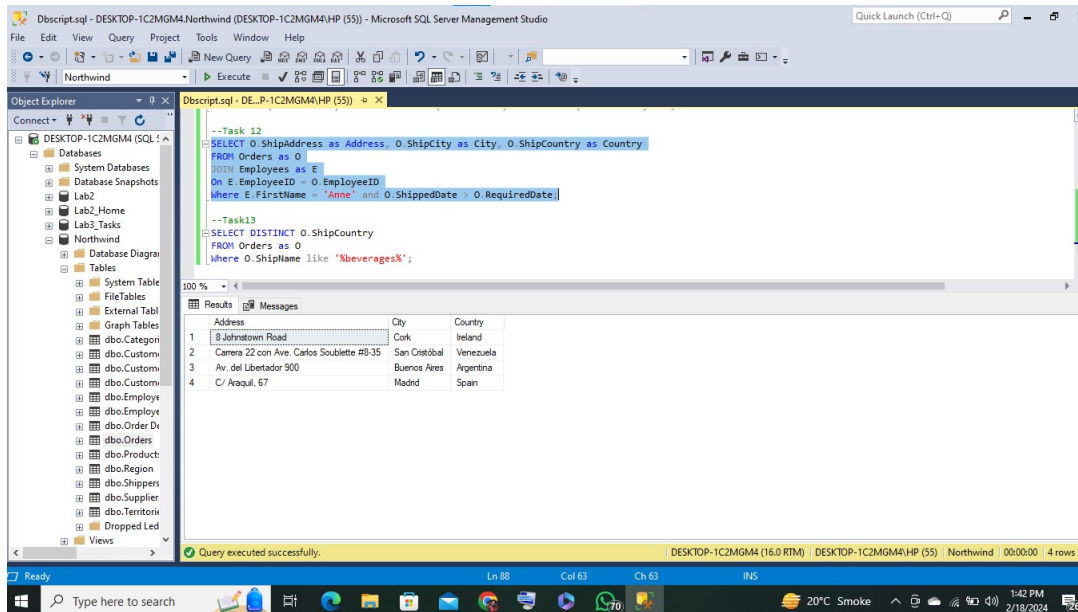 Dbscript.sql - DESKTOP-1C2MGM4.Northwind (DESKTOP-1C2MGM4\HP (55)) - Microsoft SQL Server Management Studio
Quick Launch (Ctrl+Q)
File Edit View Query Project Tools Window Help
New Query
Northwind
Execute
Object Explorer
Dbscript.sql - DE...P-1C2MGM4\HP (55))
Connect
DESKTOP-1C2MGM4 (SQL S
Databases
System Databases
Database Snapshots
Lab2
Lab2_Home
Lab3_Tasks
Northwind
Database Diagrar
Tables
System Table
FileTables
External Tabl
Graph Tables
dbo.Categori
dbo.Custome
dbo.Custome
dbo.Custome
dbo.Employe
dbo.Employe
dbo.Order De
dbo.Orders
dbo.Products
dbo.Region
dbo.Shippers
dbo.Supplier
dbo.Territorie
Dropped Led
Views
--Task 12
SELECT O.ShipAddress as Address, O.ShipCity as City, O.ShipCountry as Country
FROM Orders as O
JOIN Employees as E
On E.EmployeeID = O.EmployeeID
Where E.FirstName = 'Anne' and O.ShippedDate > O.RequiredDate;
--Task13
SELECT DISTINCT O.ShipCountry
FROM Orders as O
Where O.ShipName like '%beverages%';
100 %
Results Messages
Address City Country
1 8 Johnstown Road Cork Ireland
2 Carrera 22 con Ave. Carlos Soublette #8-35 San Cristóbal Venezuela
3 Av. del Libertador 900 Buenos Aires Argentina
4 C/ Araquil, 67 Madrid Spain
Query executed successfully.
DESKTOP-1C2MGM4 (16.0 RTM) DESKTOP-1C2MGM4\HP (55) Northwind 00:00:00 4 rows
Ready Ln 88 Col 63 Ch 63 INS
Type here to search
70
20°C Smoke
1:42 PM
2/18/2024